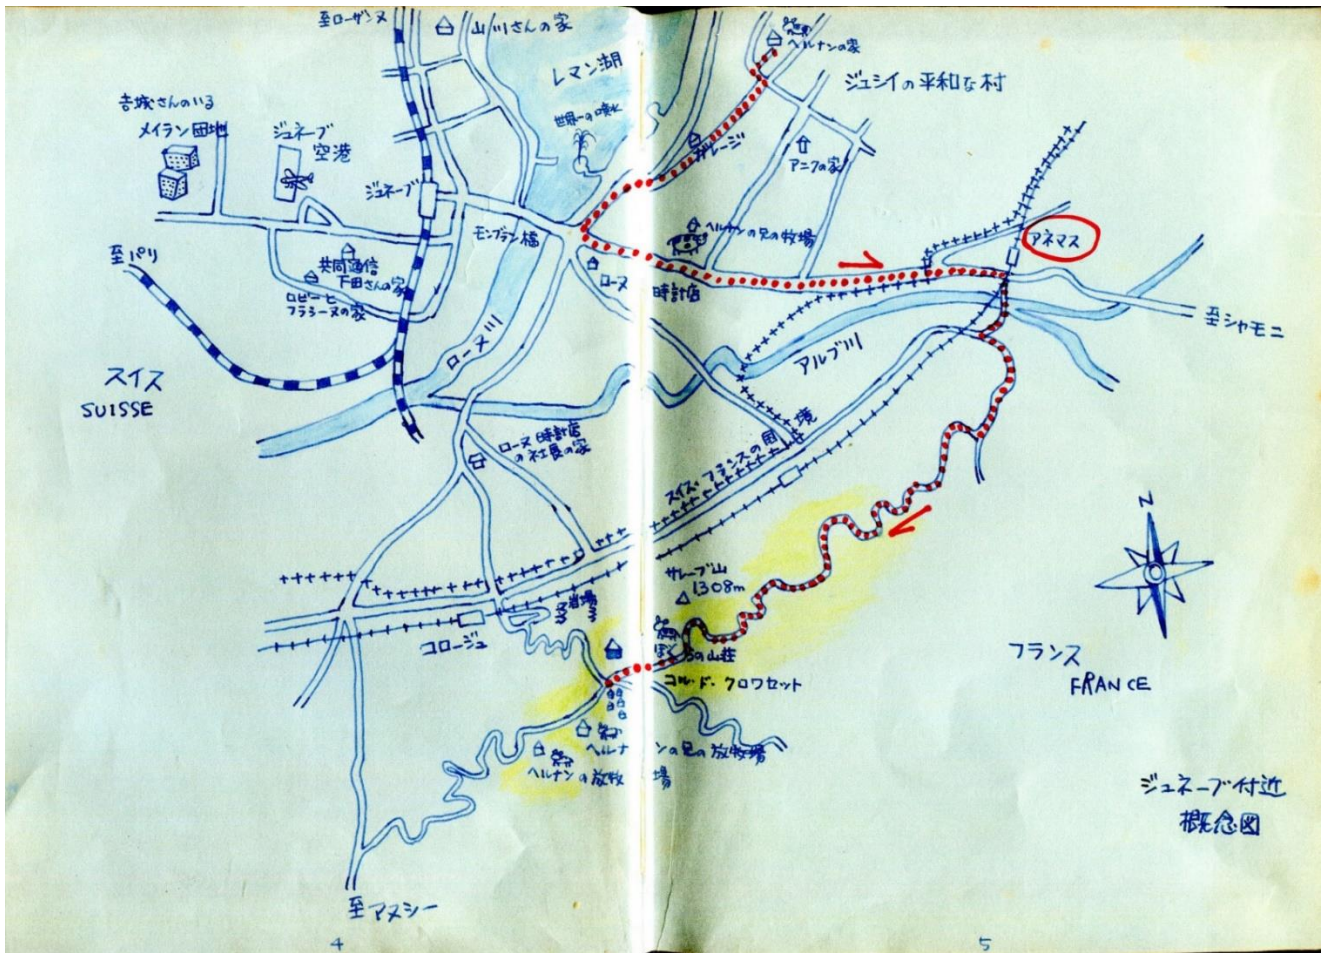 至ローザンヌ
山川さんの家
レマン湖
世界一の噴水
ヘルナンの家
ジュシイの平和な村
吉城さんのいる
メイラン団地
ジュネーブ
空港
ジュネーブ
ガレージ
アニクの家
モンブラン橋
ヘルナンの兄の牧場
アネマス
至パリ
共同通信
下田さんの家
ロビーヒ
フラろーヌの家
ローヌ時計店
至シャモニ
ローヌ川
アルブ川
スイス
SUISSE
ローヌ時計店
の社長の家
スイス・フランスの国境
N
サレーブ山
1308m
岩場
コロージュ
ぼくらの山荘
コル・ド・クロワセット
フランス
FRANCE
ヘルナンの兄の放牧場
ヘルナンの放牧場
ジュネーブ付近
概念図
至アヌシー
4
5